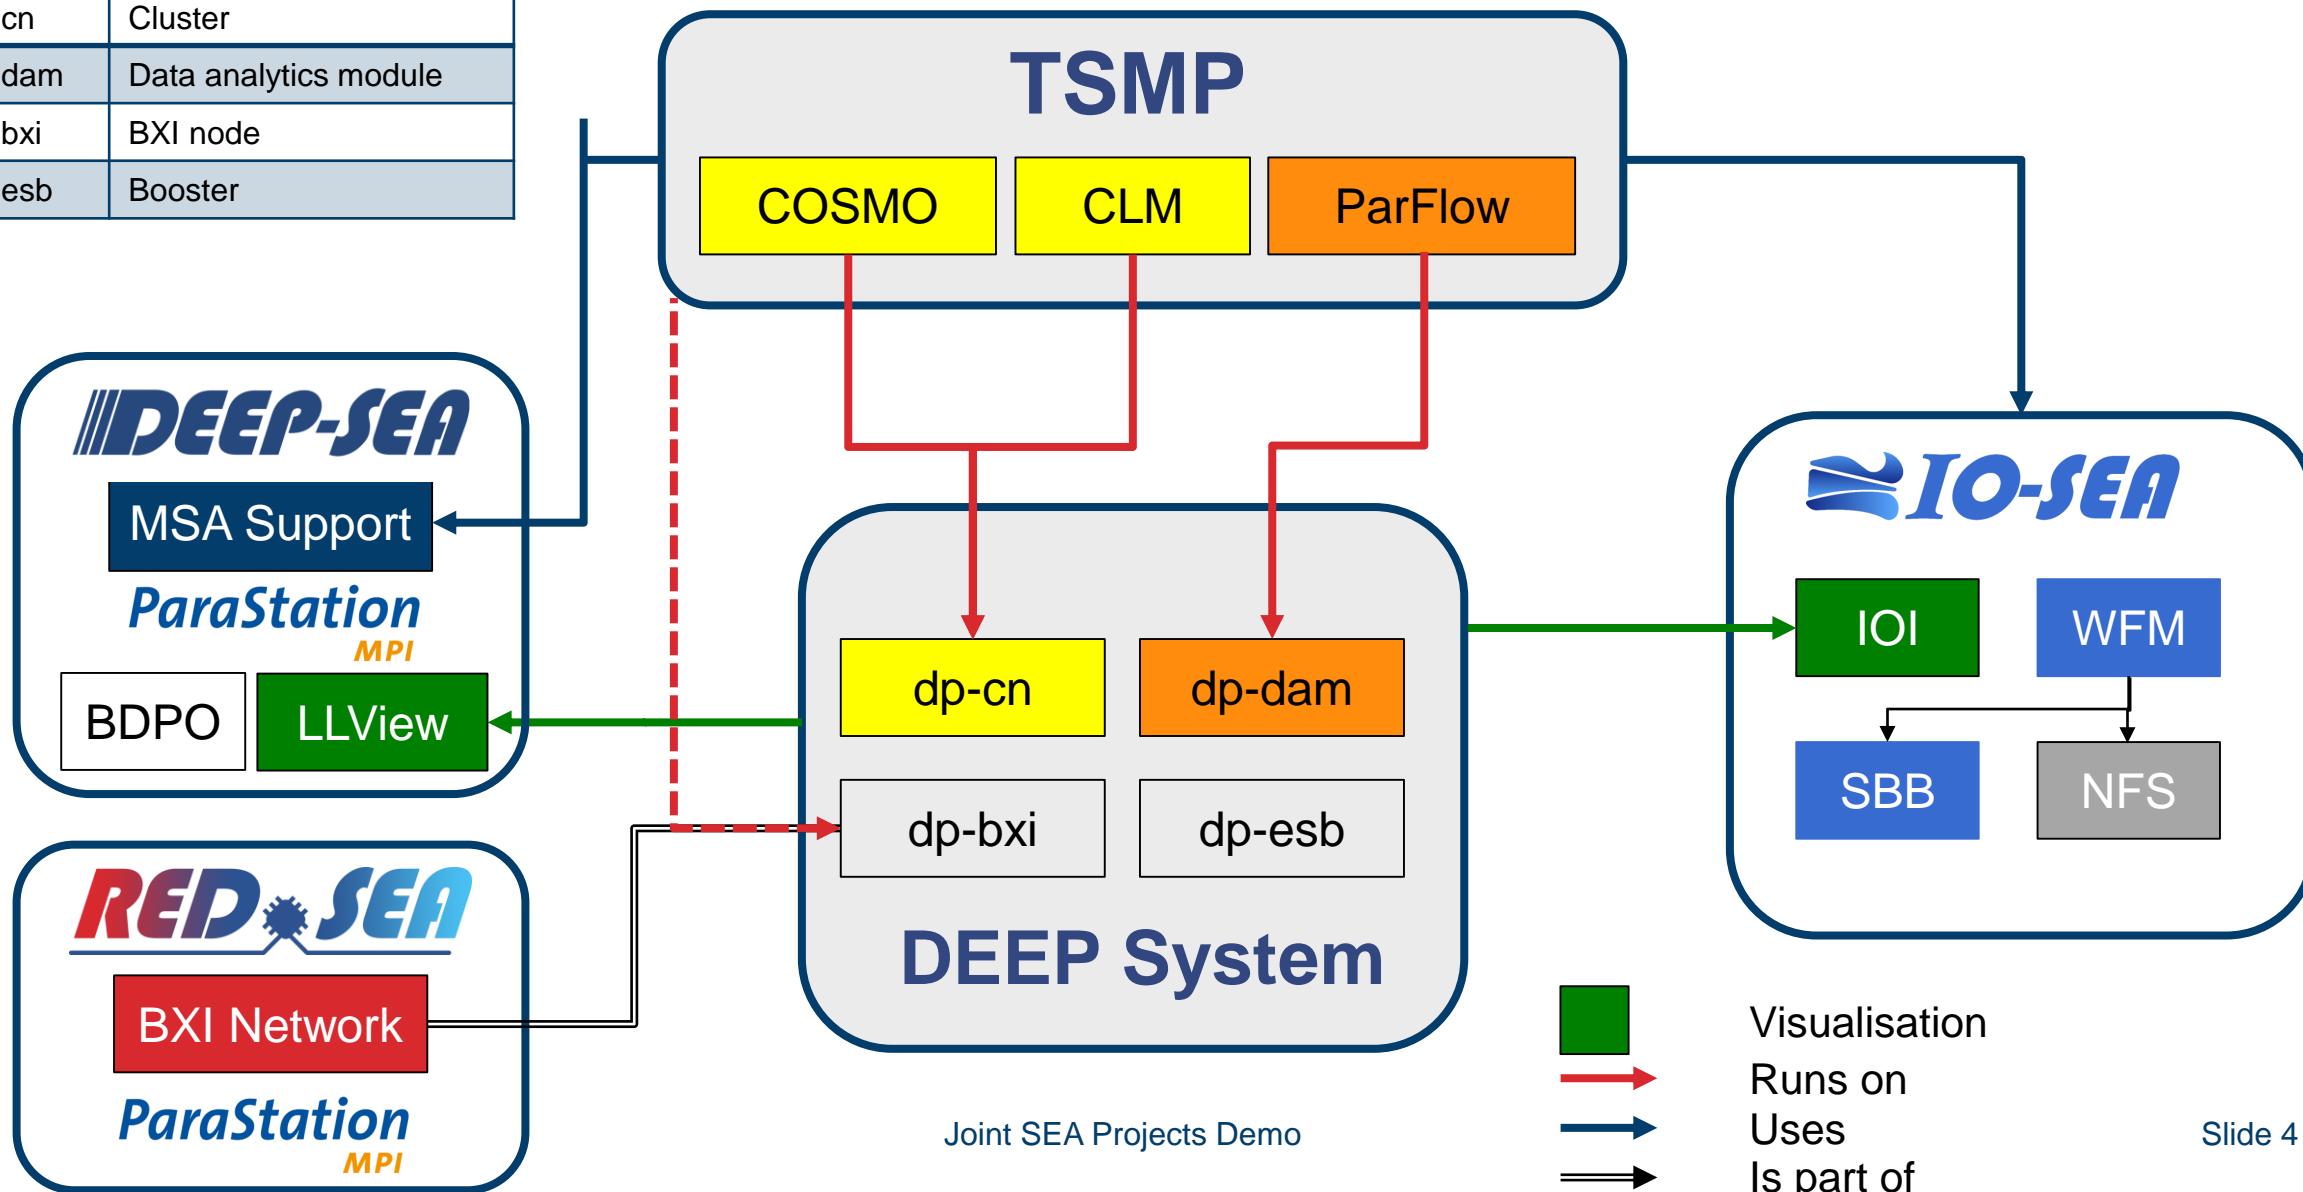 cn Cluster
dam Data analytics module
bxi BXI node
esb Booster
TSMP
COSMO CLM ParFlow
DEEP-SEA
MSA Support
ParaStation
MPI
BDPO LLView
RED SEA
BXI Network
ParaStation
MPI
dp-cn dp-dam
dp-bxi dp-esb
DEEP System
IO-SEA
IOI WFM
SBB NFS
Visualisation
Runs on
Uses
Is part of
Joint SEA Projects Demo
Slide 4